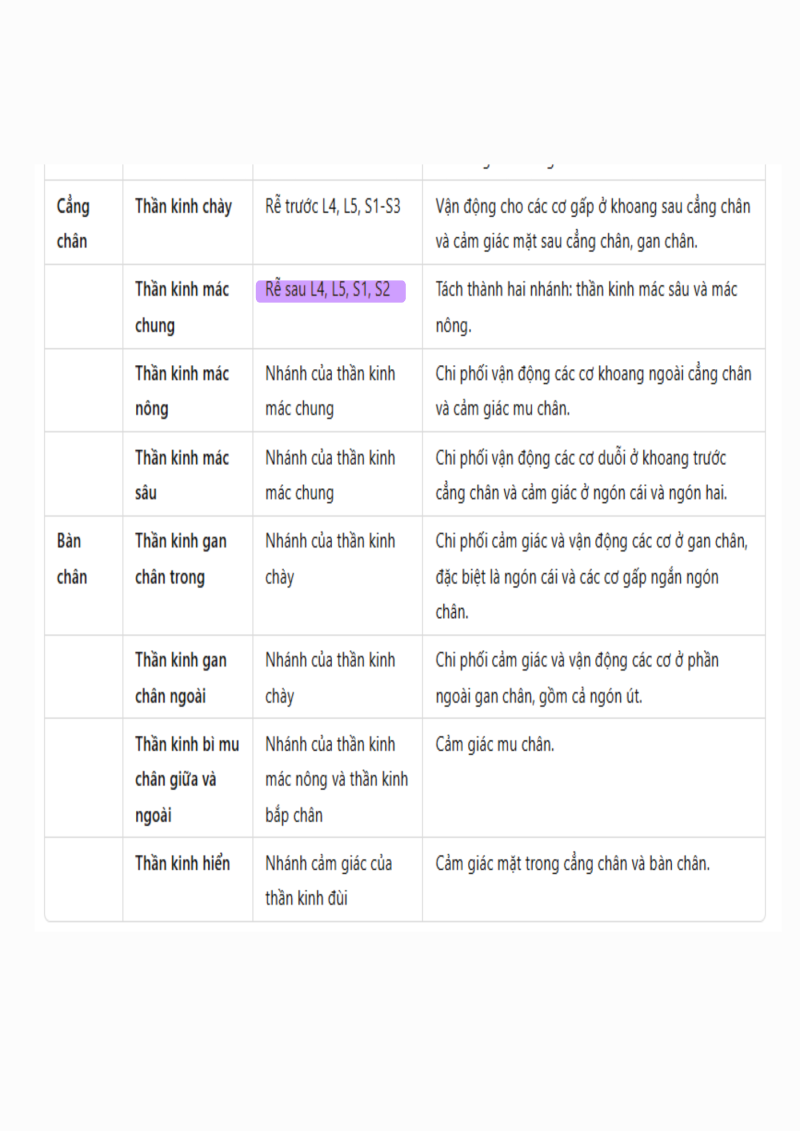 Cẳng chân
Thần kinh chày
Rễ trước L4, L5, S1-S3
Vận động cho các cơ gấp ở khoang sau cẳng chân
và cảm giác mặt sau cẳng chân, gan chân.
Thần kinh mác
chung
Rễ sau L4, L5, S1, S2
Tách thành hai nhánh: thần kinh mác sâu và mác
nông.
Thần kinh mác
nông
Nhánh của thần kinh
mác chung
Chi phối vận động các cơ khoang ngoài cẳng chân
và cảm giác mu chân.
Thần kinh mác
sâu
Nhánh của thần kinh
mác chung
Chi phối vận động các cơ duỗi ở khoang trước
cẳng chân và cảm giác ở ngón cái và ngón hai.
Bàn
chân
Thần kinh gan
chân trong
Nhánh của thần kinh
chày
Chi phối cảm giác và vận động các cơ ở gan chân,
đặc biệt là ngón cái và các cơ gấp ngắn ngón
chân.
Thần kinh gan
chân ngoài
Nhánh của thần kinh
chày
Chi phối cảm giác và vận động các cơ ở phần
ngoài gan chân, gồm cả ngón út.
Thần kinh bì mu
chân giữa và
ngoài
Nhánh của thần kinh
mác nông và thần kinh
bắp chân
Cảm giác mu chân.
Thần kinh hiển
Nhánh cảm giác của
thần kinh đùi
Cảm giác mặt trong cẳng chân và bàn chân.